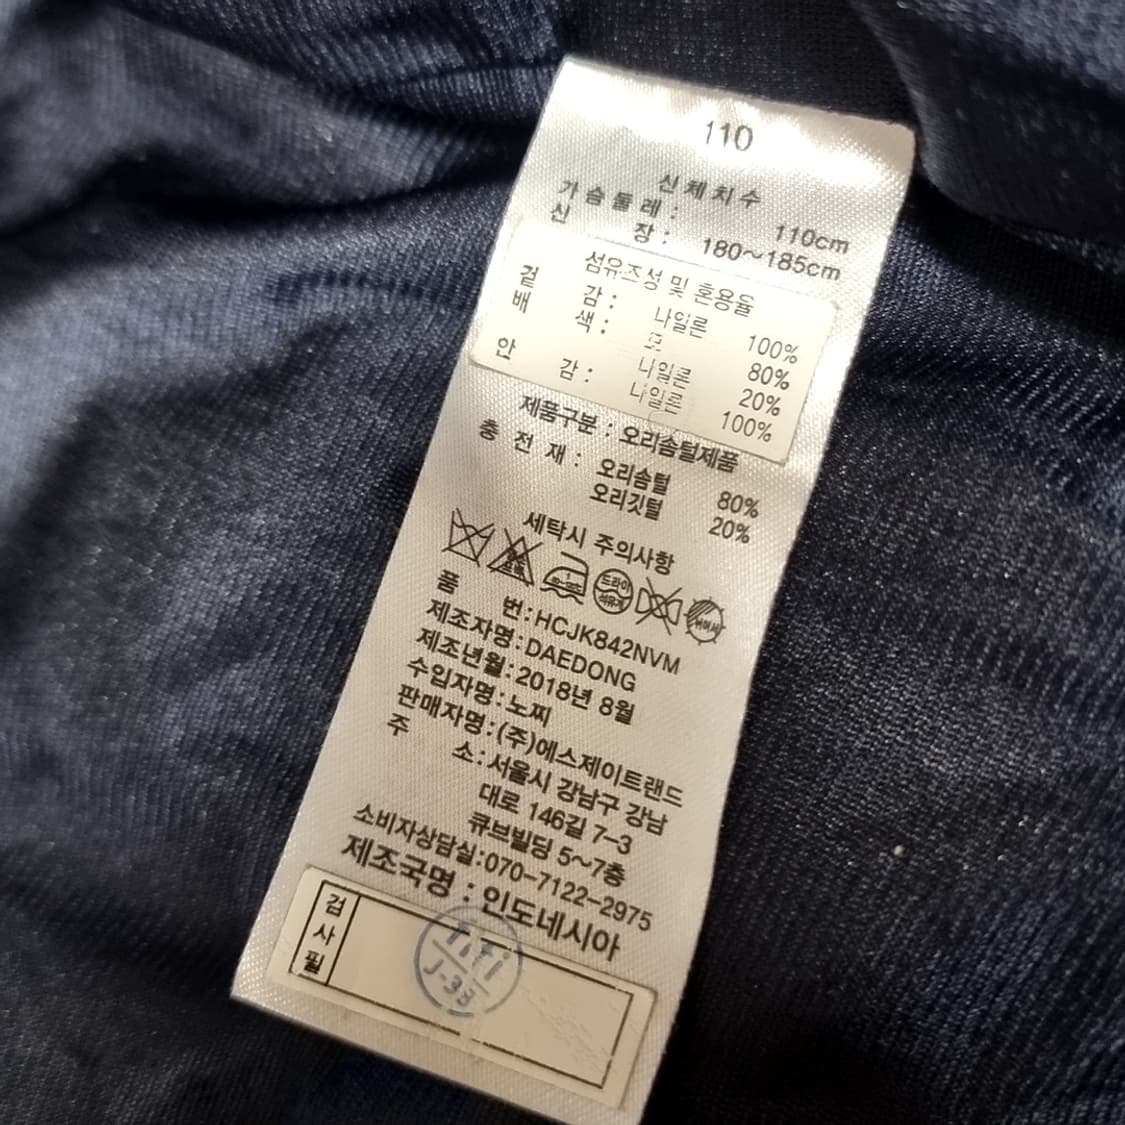 110
신체치수
가슴둘레: 110cm
신 장: 180~185cm
섬유조성 및 혼용율
겉 감: 나일론 100%
배 색: 80%
나일론 20%
안 감: 나일론 100%
제품구분: 오리솜털제품
충 전 재: 오리솜털 80%
오리깃털 20%
세탁시 주의사항
드라이
석유계
품 번:HCJK842NVM
제조자명:DAEDONG
제조년월:2018년 8월
수입자명:노찌
판매자명:(주)에스제이트랜드
주 소:서울시 강남구 강남
대로 146길 7-3
큐브빌딩 5~7층
소비자상담실:070-7122-2975
제조국명: 인도네시아
검사필